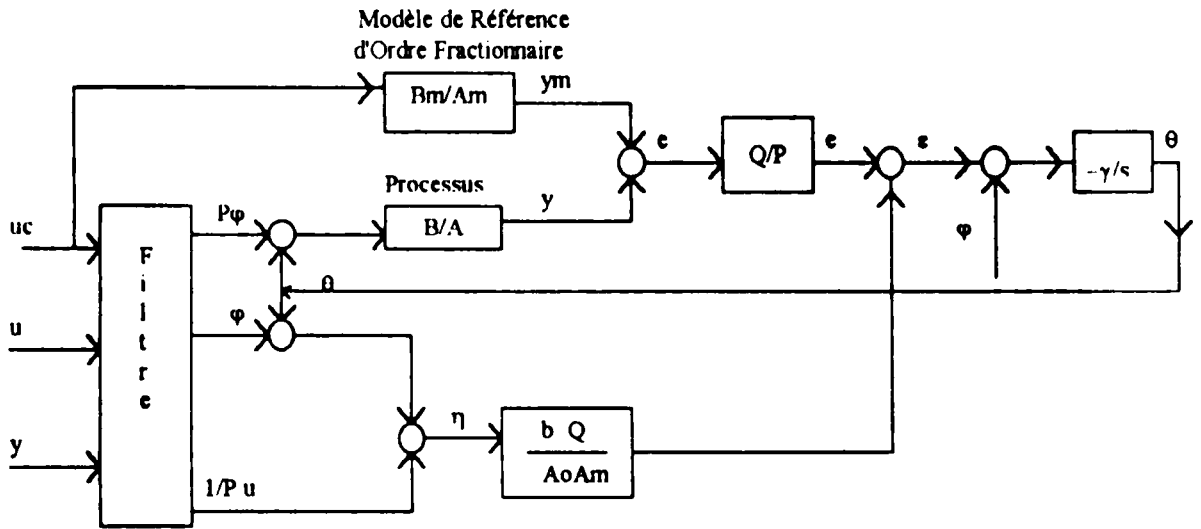 Modèle de Référence
d'Ordre Fractionnaire
Bm/Am
ym
e
Q/P
e
ε
-γ/s
θ
Processus
y
B/A
uc
Pφ
φ
θ
F
i
l
t
r
e
u
φ
η
b Q
AoAm
y
1/P u